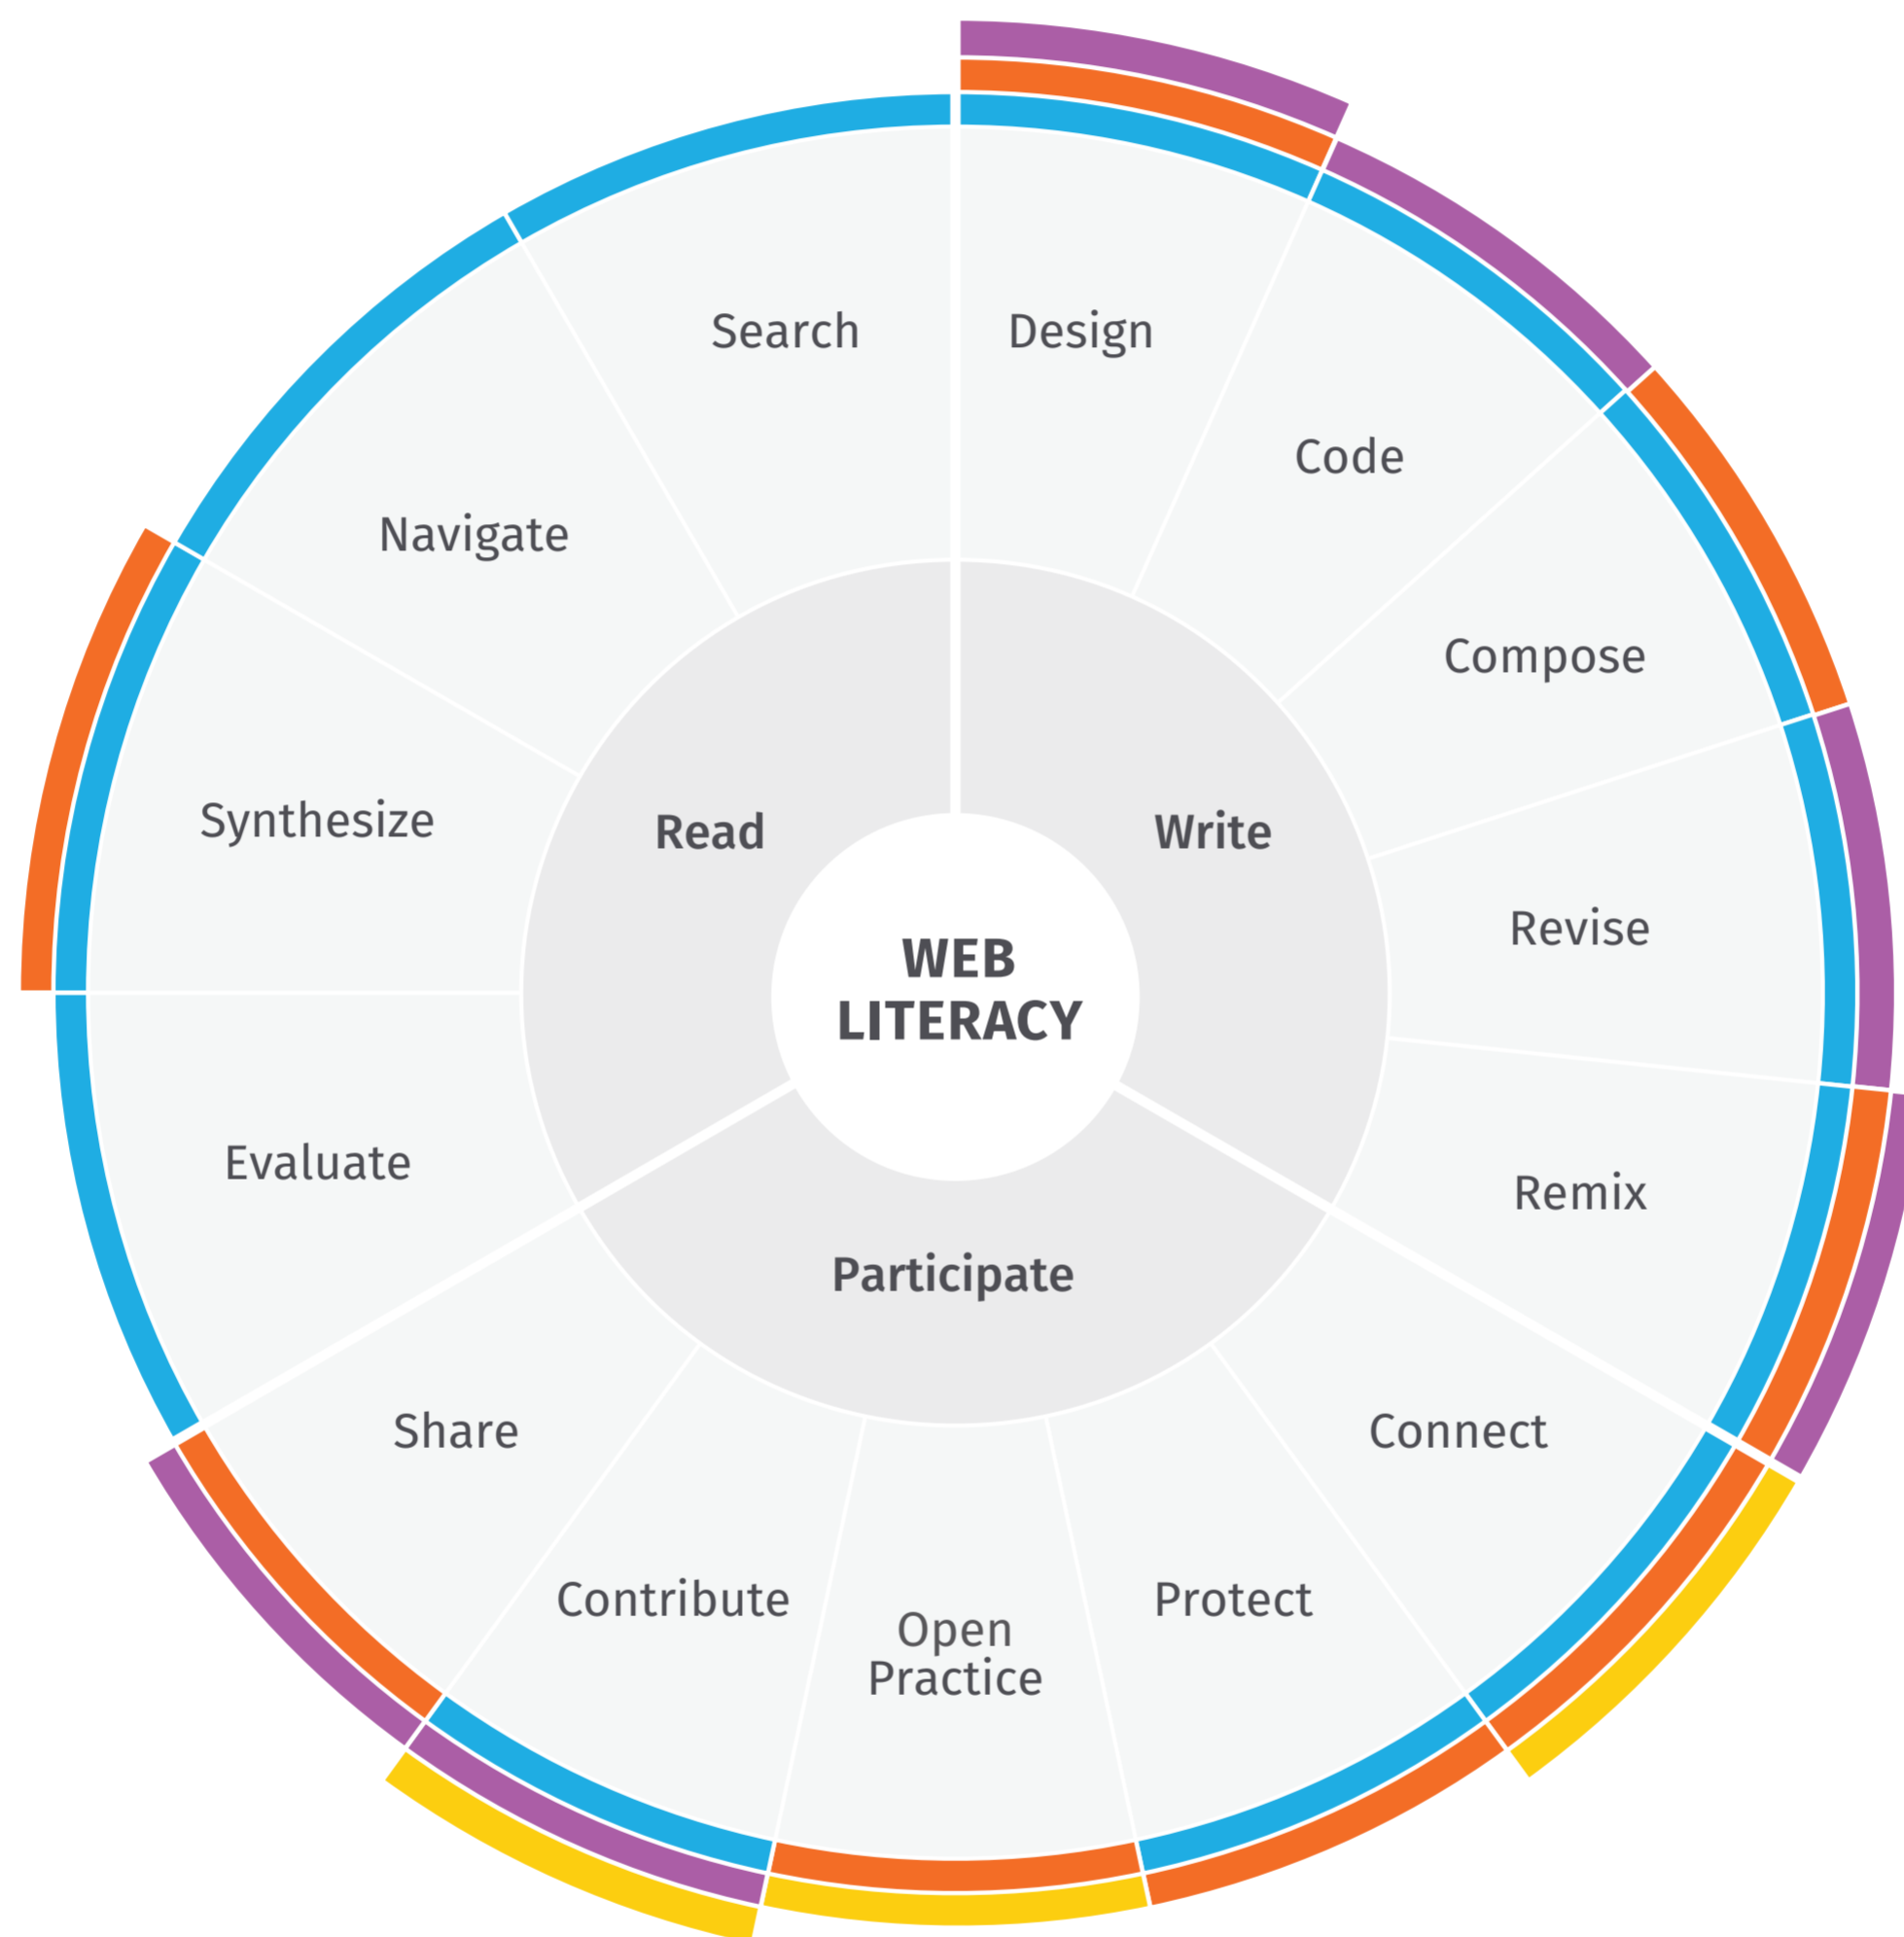 WEB
LITERACY
Read
Write
Participate
Design
Code
Compose
Revise
Remix
Connect
Protect
Open
Practice
Contribute
Share
Evaluate
Synthesize
Navigate
Search